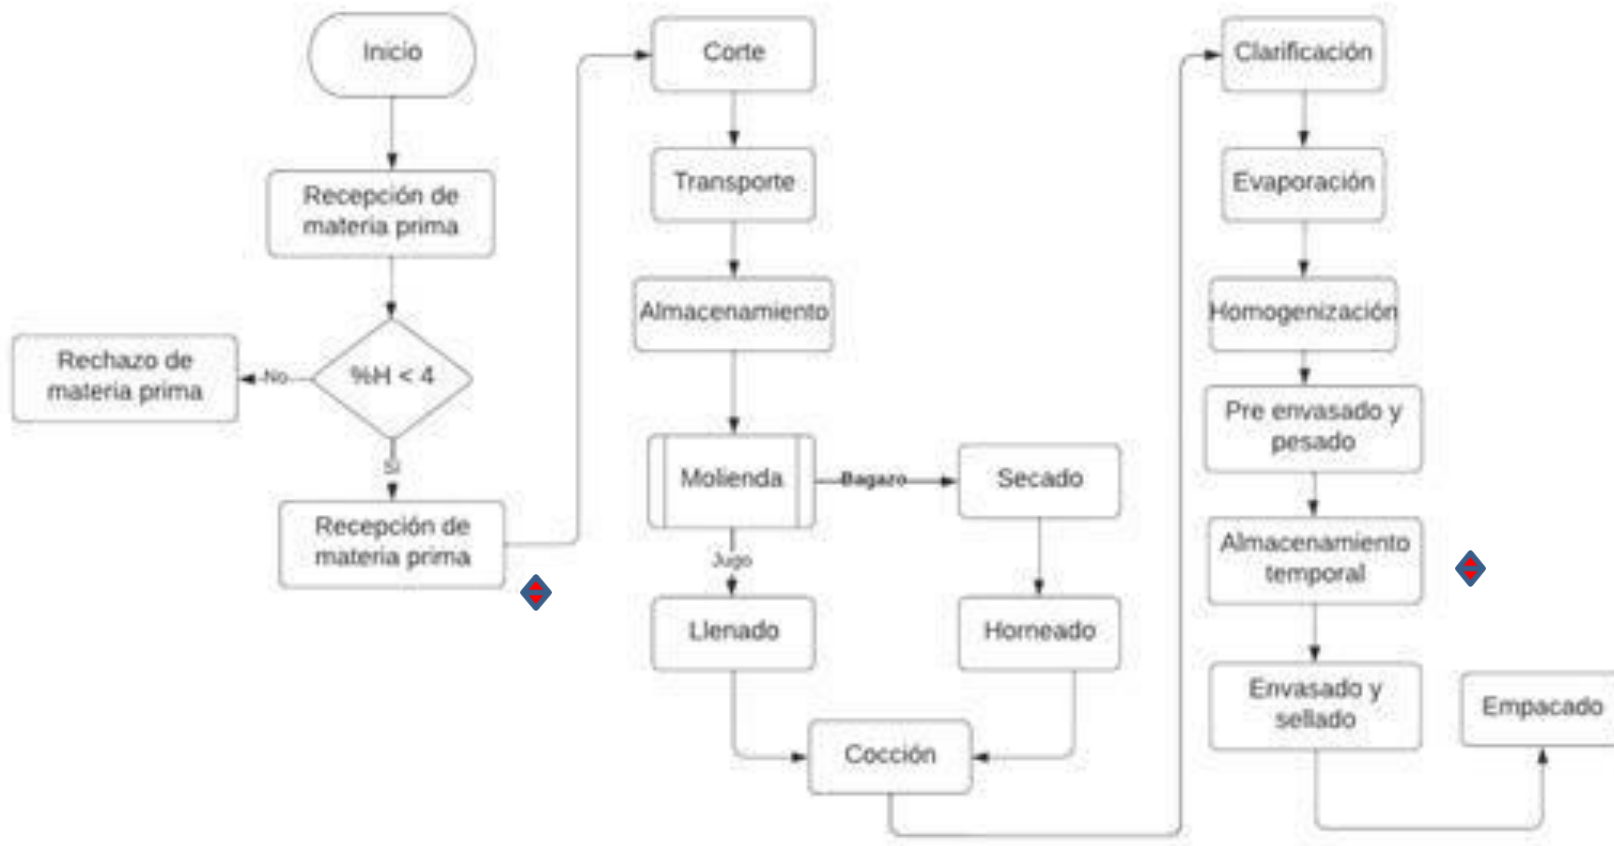 Inicio
Recepción de
materia prima
%H < 4
No
Rechazo de
materia prima
Si
Recepción de
materia prima
Corte
Transporte
Almacenamiento
Molienda
Bagazo
Secado
Jugo
Llenado
Horneado
Cocción
Clarificación
Evaporación
Homogenización
Pre envasado y
pesado
Almacenamiento
temporal
Envasado y
sellado
Empacado